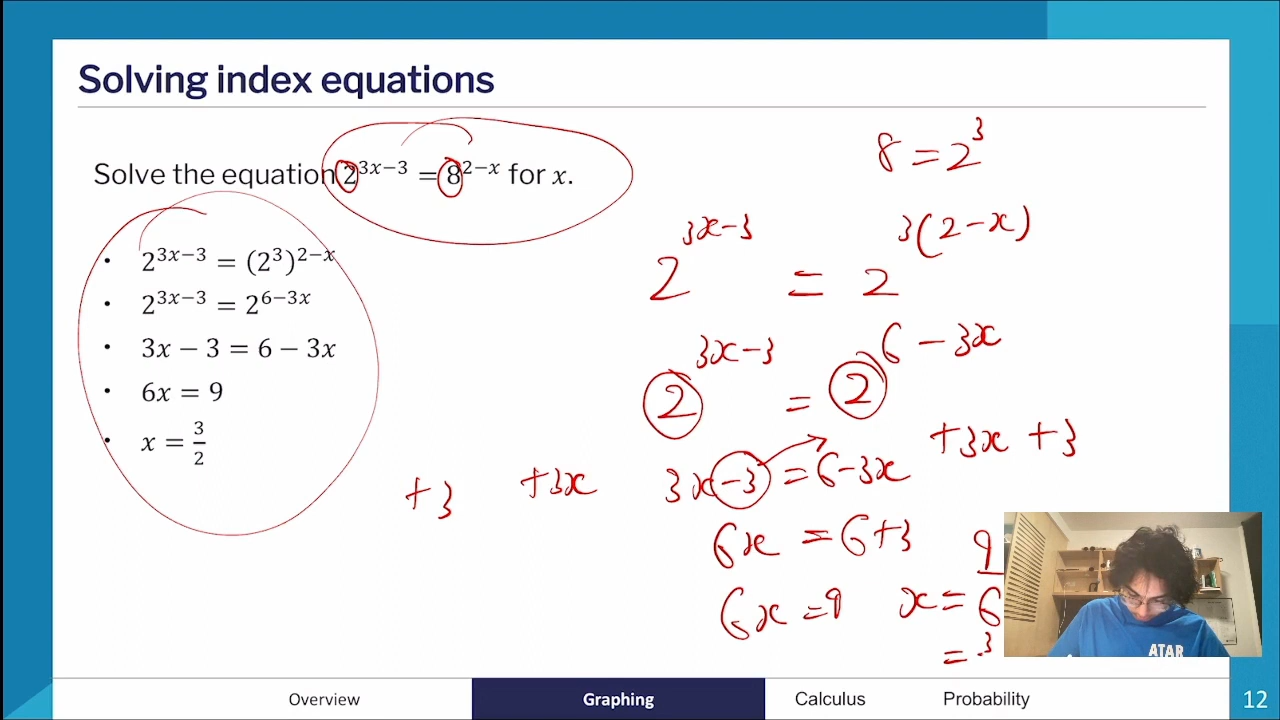 Solving index equations
Solve the equation 2^{3x−3} = 8^{2−x} for x.
• 2^{3x−3} = (2^3)^{2−x}
• 2^{3x−3} = 2^{6−3x}
• 3x − 3 = 6 − 3x
• 6x = 9
• x = 3/2
8 = 2^3
2^{3x−3} = 2^{3(2−x)}
2^{3x−3} = 2^{6−3x}
+3 +3x 3x−3 = 6−3x +3x +3
6x = 6+3
6x = 9 x = 9/6
= 3
ATAR
Overview Graphing Calculus Probability 12